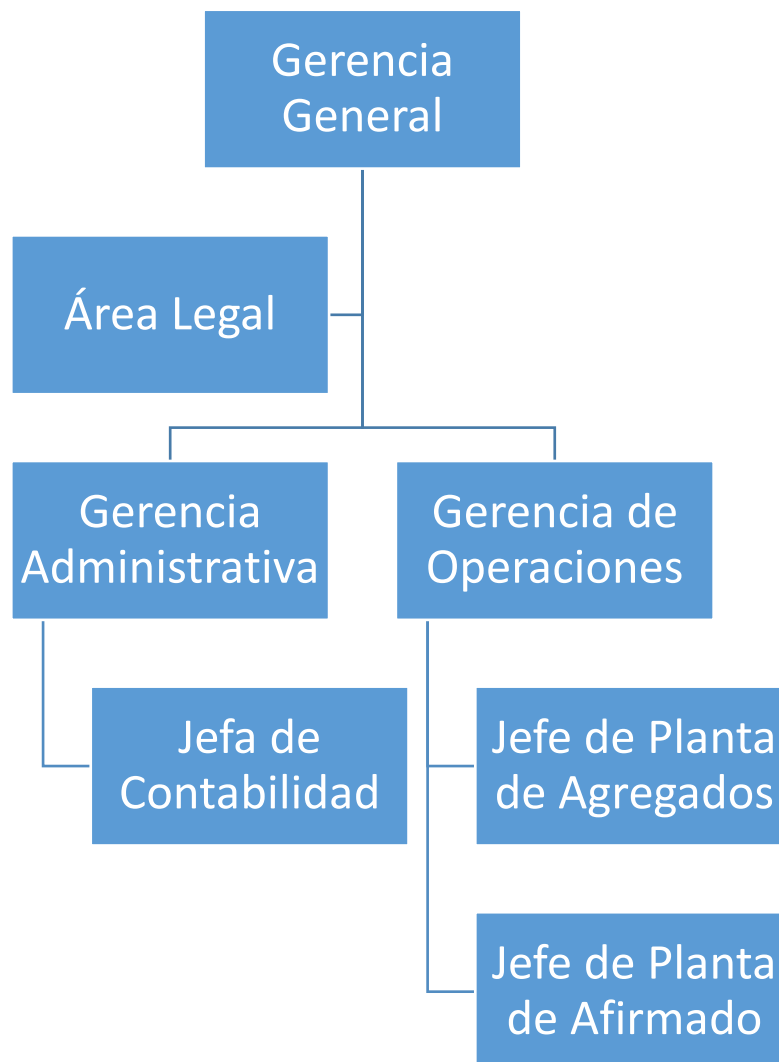 Gerencia
General
Área Legal
Gerencia
Administrativa
Gerencia de
Operaciones
Jefa de
Contabilidad
Jefe de Planta
de Agregados
Jefe de Planta
de Afirmado